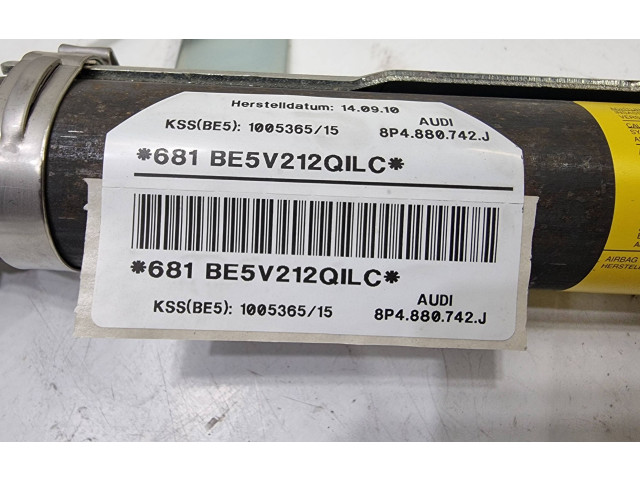 Herstelldatum: 14.09.10
KSS(BE5): 1005365/15 AUDI
8P4.880.742.J
*681 BE5V212QILC*
*681 BE5V212QILC*
KSS(BE5): 1005365/15 AUDI
8P4.880.742.J
AIRBAG
HERSTELL